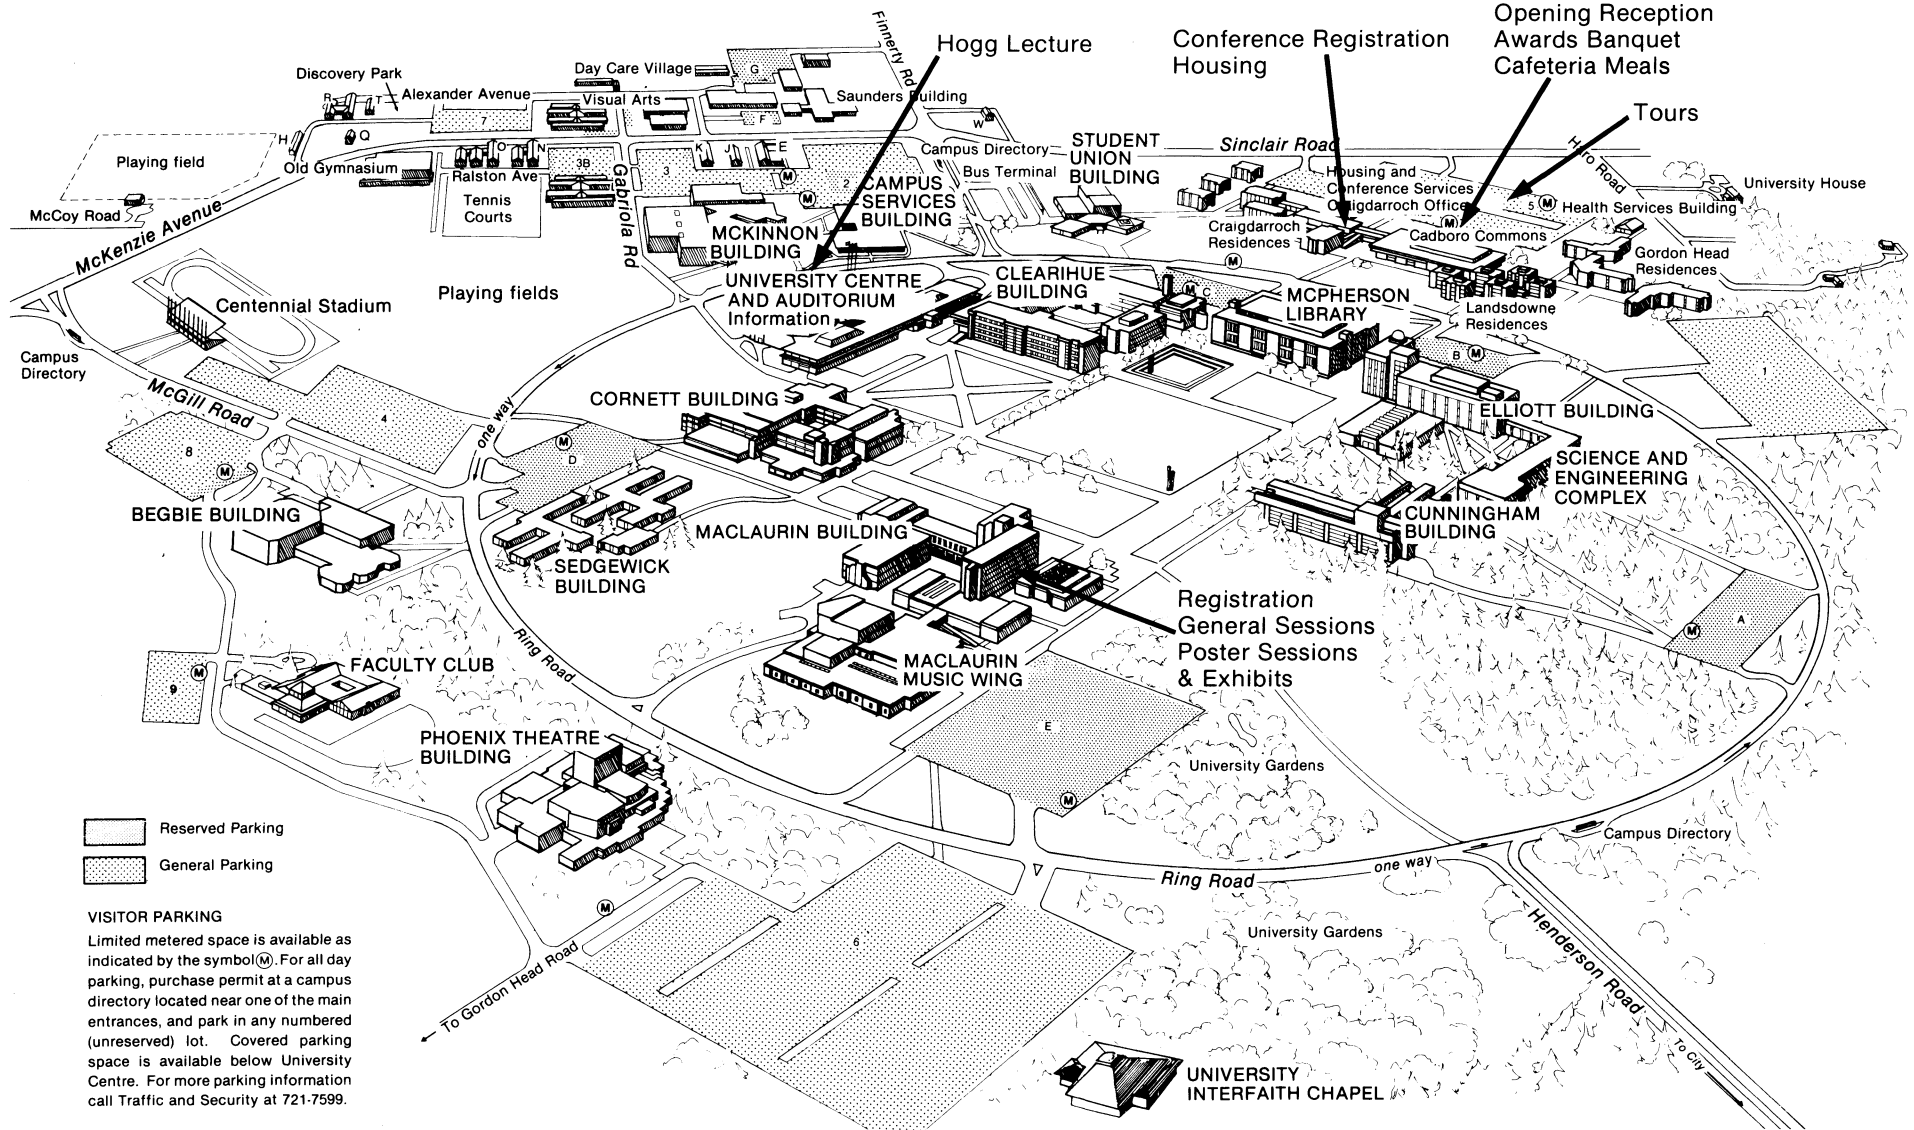 Opening Reception
Awards Banquet
Cafeteria Meals
Hogg Lecture
Conference Registration
Housing
Tours
Finnerty Rd
Day Care Village
G
Discovery Park
R
T
Alexander Avenue
Visual Arts
Saunders Building
7
F
W
H
Q
Playing field
Old Gymnasium
O
N
Ralston Ave
3B
3
K
J
E
M
M
2
Campus Directory
Bus Terminal
STUDENT
UNION
BUILDING
Sinclair Road
Haro Road
Housing and
Conference Services
Craigdarroch Office
5
M
M
University House
Health Services Building
McCoy Road
McKenzie Avenue
Tennis
Courts
Gabriola Rd
CAMPUS
SERVICES
BUILDING
MCKINNON
BUILDING
Craigdarroch
Residences
M
Cadboro Commons
Gordon Head
Residences
Centennial Stadium
Playing fields
UNIVERSITY CENTRE
AND AUDITORIUM
Information
CLEARIHUE
BUILDING
M
C
MCPHERSON
LIBRARY
Landsdowne
Residences
Campus
Directory
McGill Road
B
M
1
4
one way
CORNETT BUILDING
ELLIOTT BUILDING
8
M
M
D
SCIENCE AND
ENGINEERING
COMPLEX
BEGBIE BUILDING
MACLAURIN BUILDING
CUNNINGHAM
BUILDING
SEDGEWICK
BUILDING
Registration
General Sessions
Poster Sessions
& Exhibits
M
A
Ring Road
9
M
FACULTY CLUB
MACLAURIN
MUSIC WING
E
PHOENIX THEATRE
BUILDING
University Gardens
M
Reserved Parking
General Parking
Campus Directory
one way
Ring Road
M
6
University Gardens
Henderson Road
To City
To Gordon Head Road
VISITOR PARKING
Limited metered space is available as
indicated by the symbol M. For all day
parking, purchase permit at a campus
directory located near one of the main
entrances, and park in any numbered
(unreserved) lot. Covered parking
space is available below University
Centre. For more parking information
call Traffic and Security at 721-7599.
UNIVERSITY
INTERFAITH CHAPEL